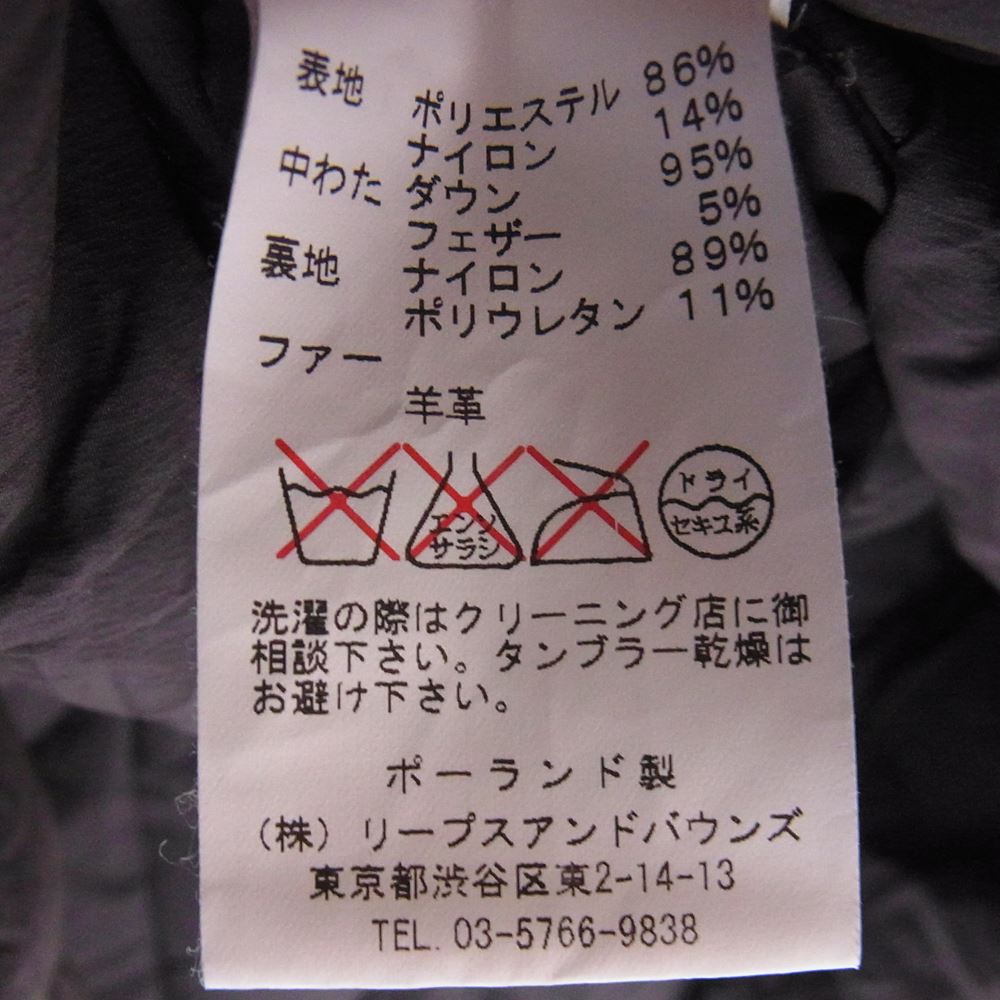 表地 ポリエステル 86%
ナイロン 14%
中わた ダウン 95%
フェザー 5%
裏地 ナイロン 89%
ポリウレタン 11%
ファー
羊革
エンソ
サラシ
ドライ
セキユ系
洗濯の際はクリーニング店に御
相談下さい。タンブラー乾燥は
お避け下さい。
ポーランド製
(株) リープスアンドバウンズ
東京都渋谷区東2-14-13
TEL. 03-5766-9838